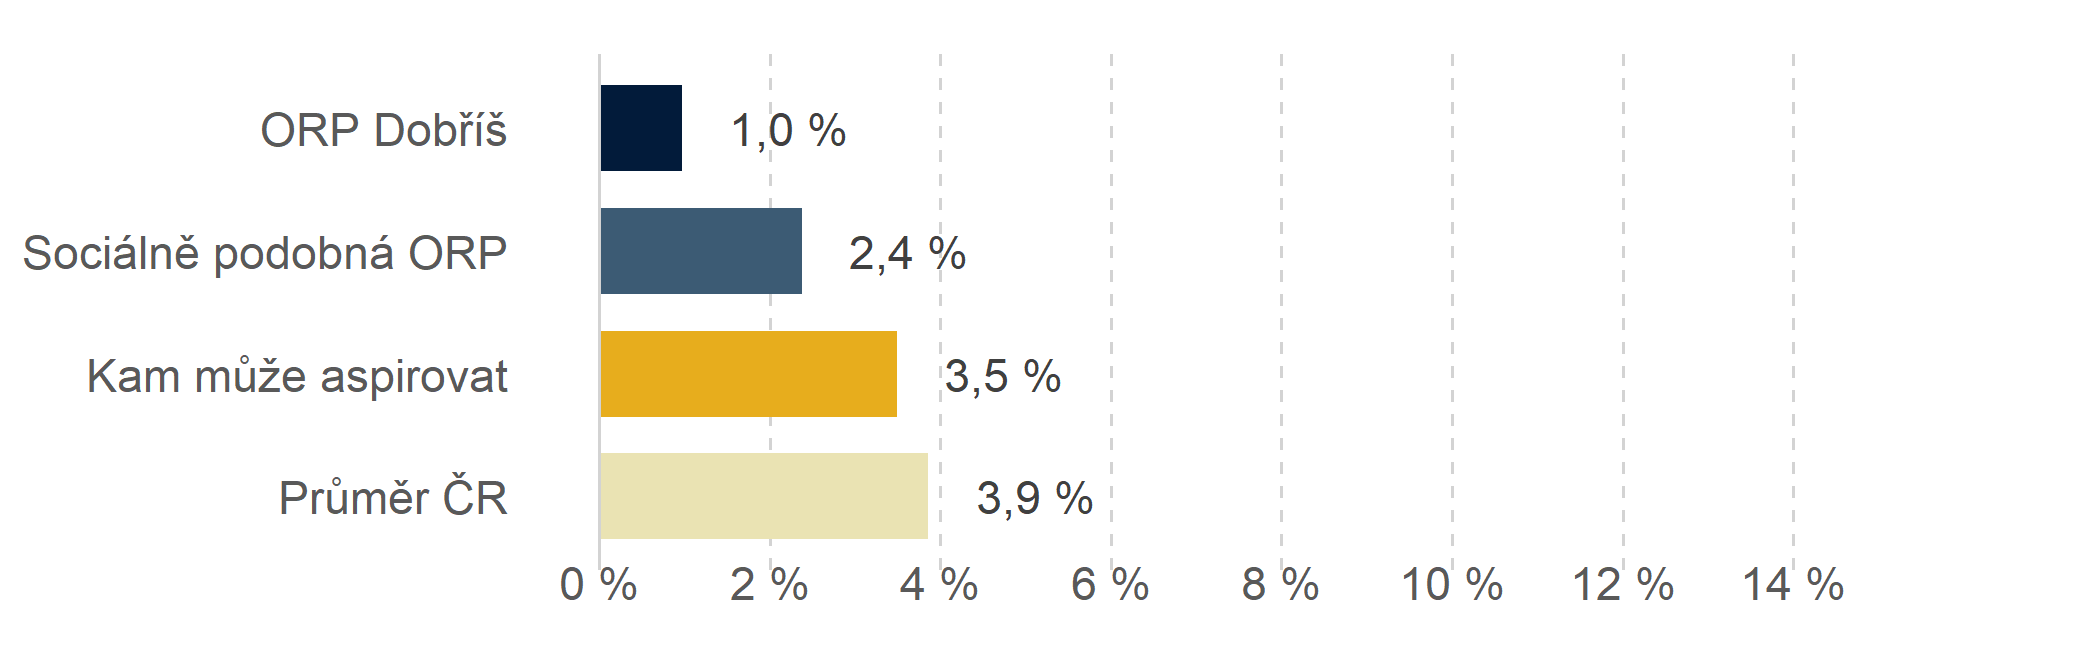 ORP Dobříš 1,0 %
Sociálně podobná ORP 2,4 %
Kam může aspirovat 3,5 %
Průměr ČR 3,9 %
0 % 2 % 4 % 6 % 8 % 10 % 12 % 14 %